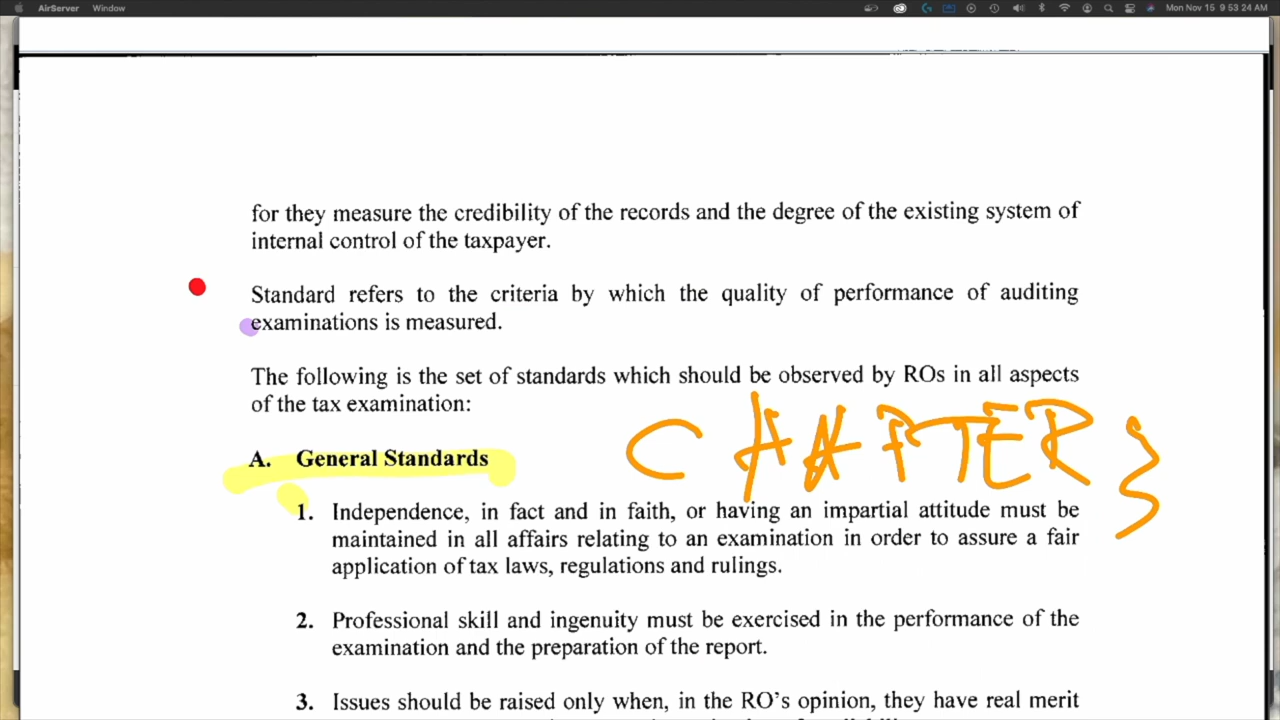 AirServer Window Mon Nov 15 9 53 24 AM
for they measure the credibility of the records and the degree of the existing system of
internal control of the taxpayer.
Standard refers to the criteria by which the quality of performance of auditing
examinations is measured.
The following is the set of standards which should be observed by ROs in all aspects
of the tax examination:
CHAPTER 3
A. General Standards
1. Independence, in fact and in faith, or having an impartial attitude must be
maintained in all affairs relating to an examination in order to assure a fair
application of tax laws, regulations and rulings.
2. Professional skill and ingenuity must be exercised in the performance of the
examination and the preparation of the report.
3. Issues should be raised only when, in the RO's opinion, they have real merit